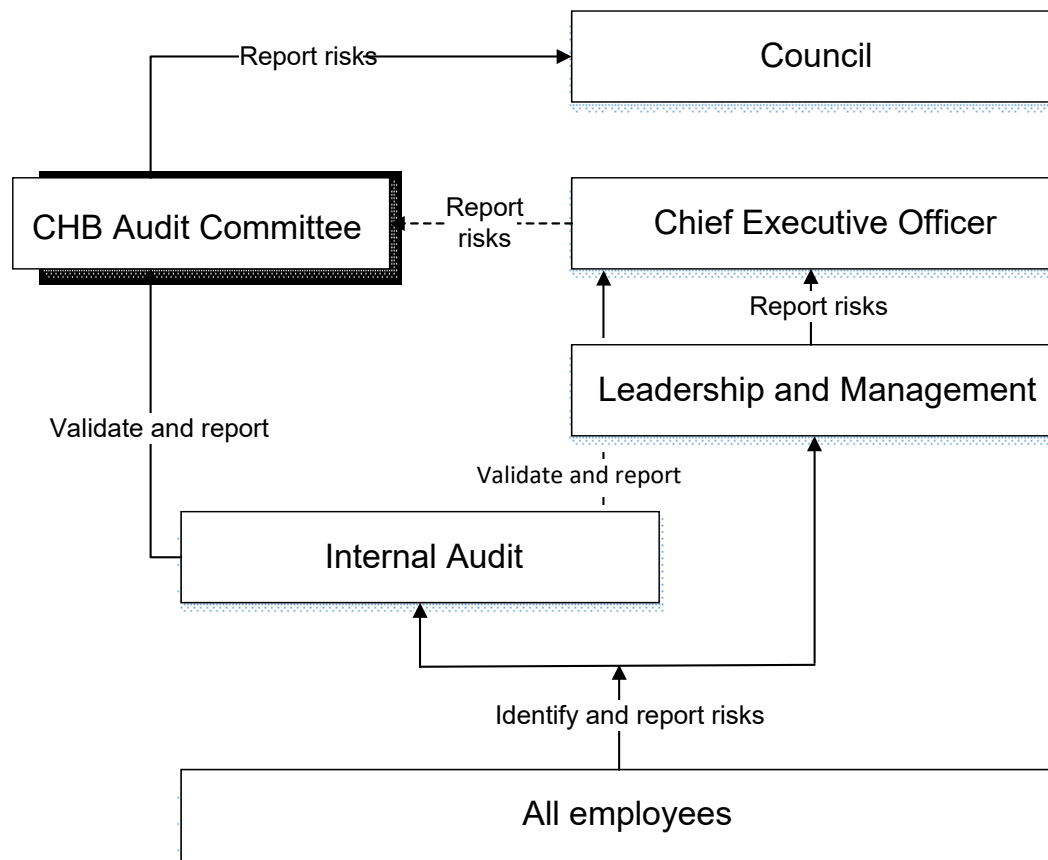 Report risks
Council
CHB Audit Committee
Report
risks
Chief Executive Officer
Report risks
Leadership and Management
Validate and report
Validate and report
Internal Audit
Identify and report risks
All employees